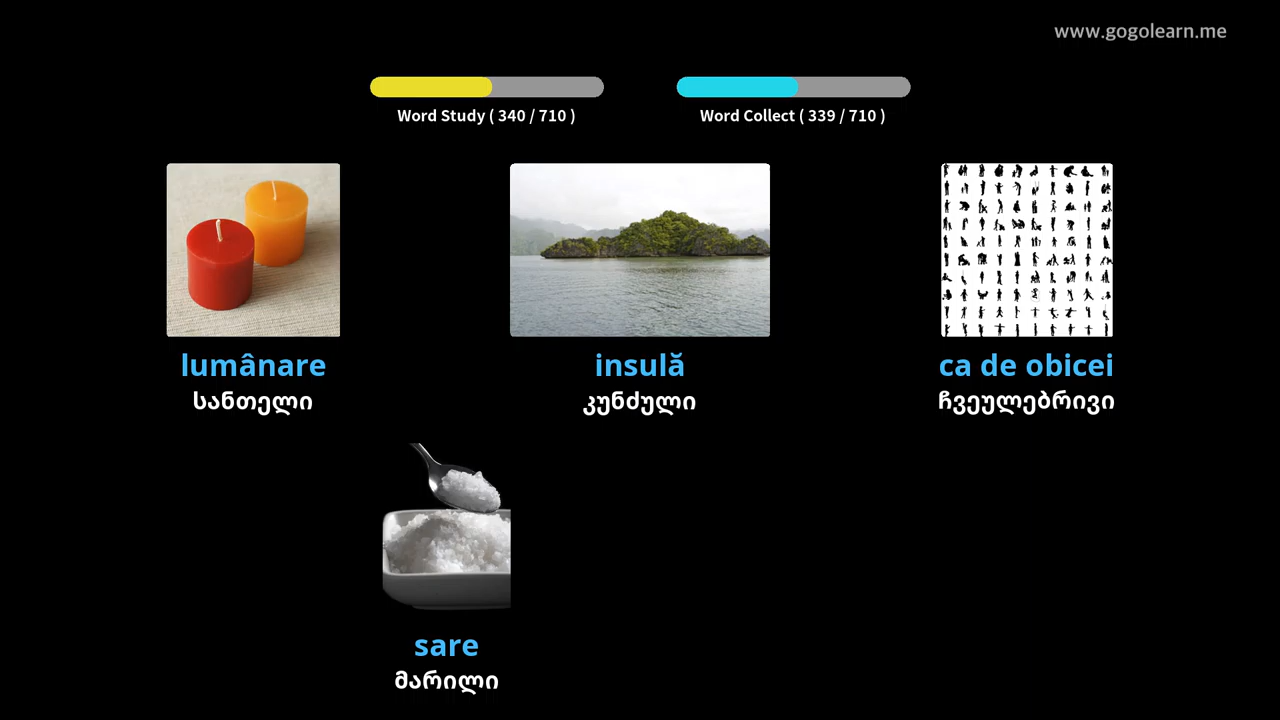 www.gogolearn.me
Word Study ( 340 / 710 )
Word Collect ( 339 / 710 )
lumânare
სანთელი
insulă
კუნძული
ca de obicei
ჩვეულებრივი
sare
მარილი